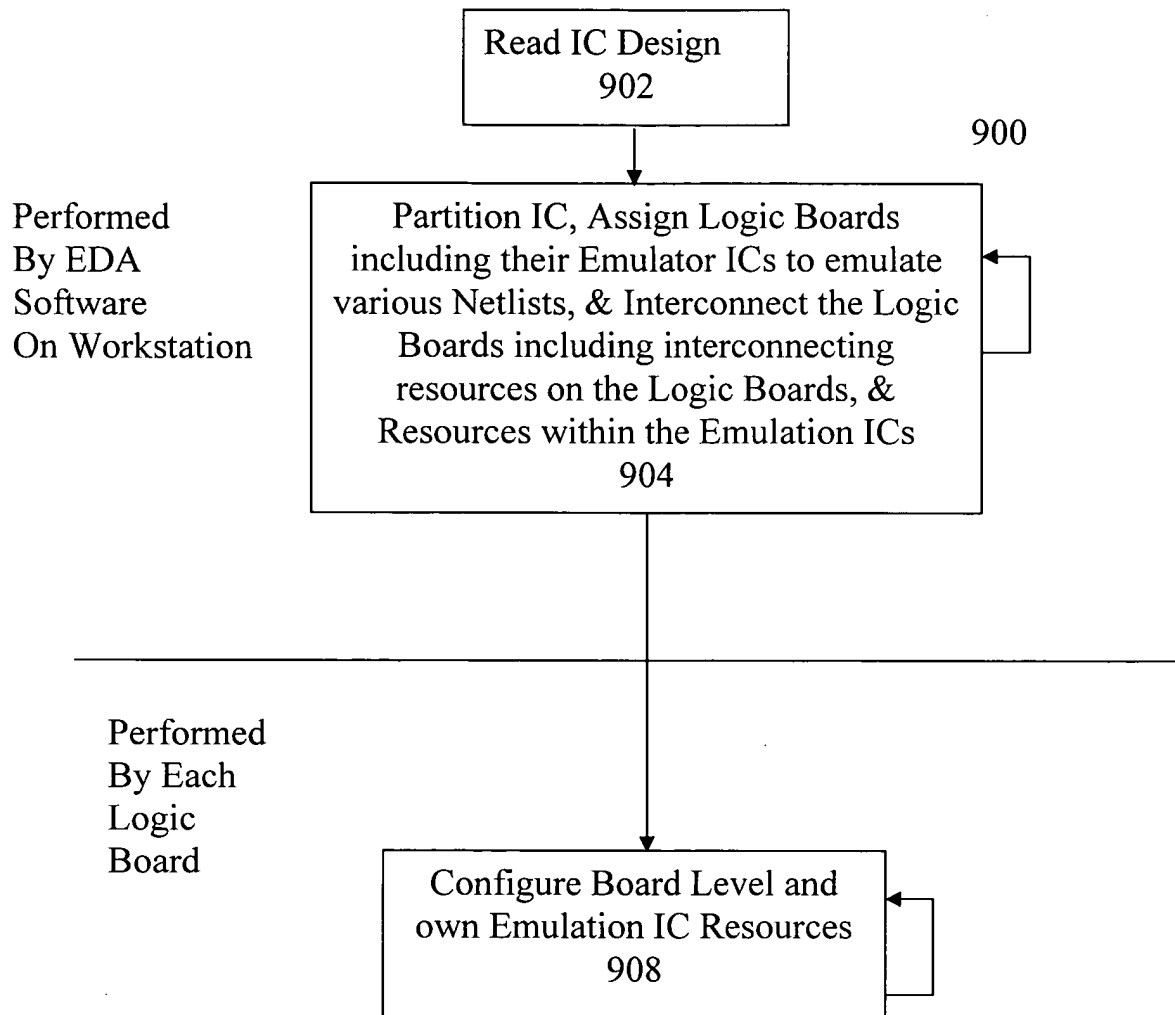 Read IC Design
902
900
Performed
By EDA
Software
On Workstation
Partition IC, Assign Logic Boards
including their Emulator ICs to emulate
various Netlists, & Interconnect the Logic
Boards including interconnecting
resources on the Logic Boards, &
Resources within the Emulation ICs
904
Performed
By Each
Logic
Board
Configure Board Level and
own Emulation IC Resources
908